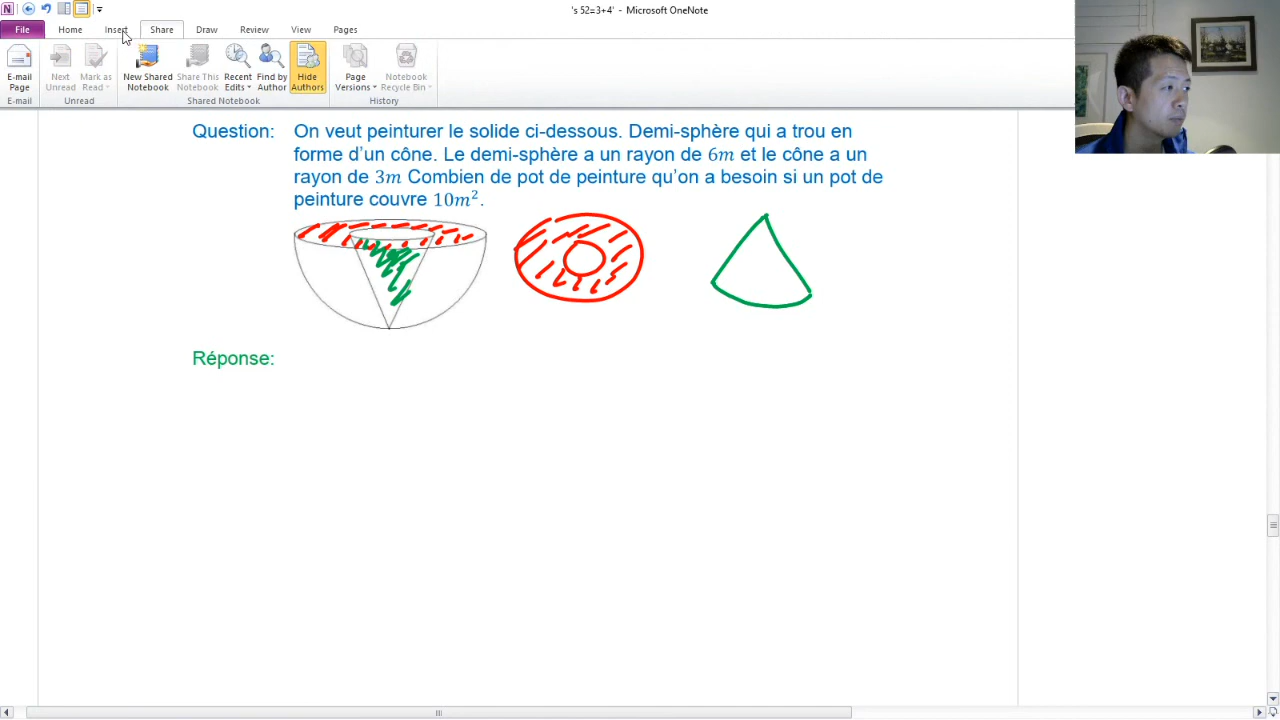 's 52=3+4' - Microsoft OneNote
File Home Insert Share Draw Review View Pages
E-mail Page Next Unread Mark as Read New Shared Notebook Share This Notebook Recent Edits Find by Author Hide Authors Page Versions Notebook Recycle Bin
E-mail Unread Shared Notebook History
Question: On veut peinturer le solide ci-dessous. Demi-sphère qui a trou en
forme d'un cône. Le demi-sphère a un rayon de 6m et le cône a un
rayon de 3m Combien de pot de peinture qu'on a besoin si un pot de
peinture couvre 10m².
Réponse: